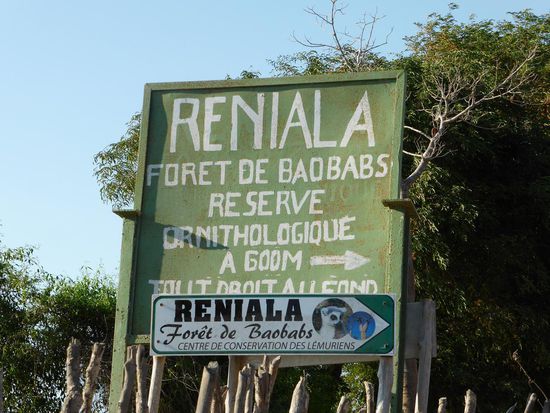 RENIALA
FORET DE BAOBABS
RESERVE
ORNITHOLOGIQUE
A 600M
TOUT DROIT AU FOND
RENIALA
Forêt de Baobabs
CENTRE DE CONSERVATION DES LÉMURIENS